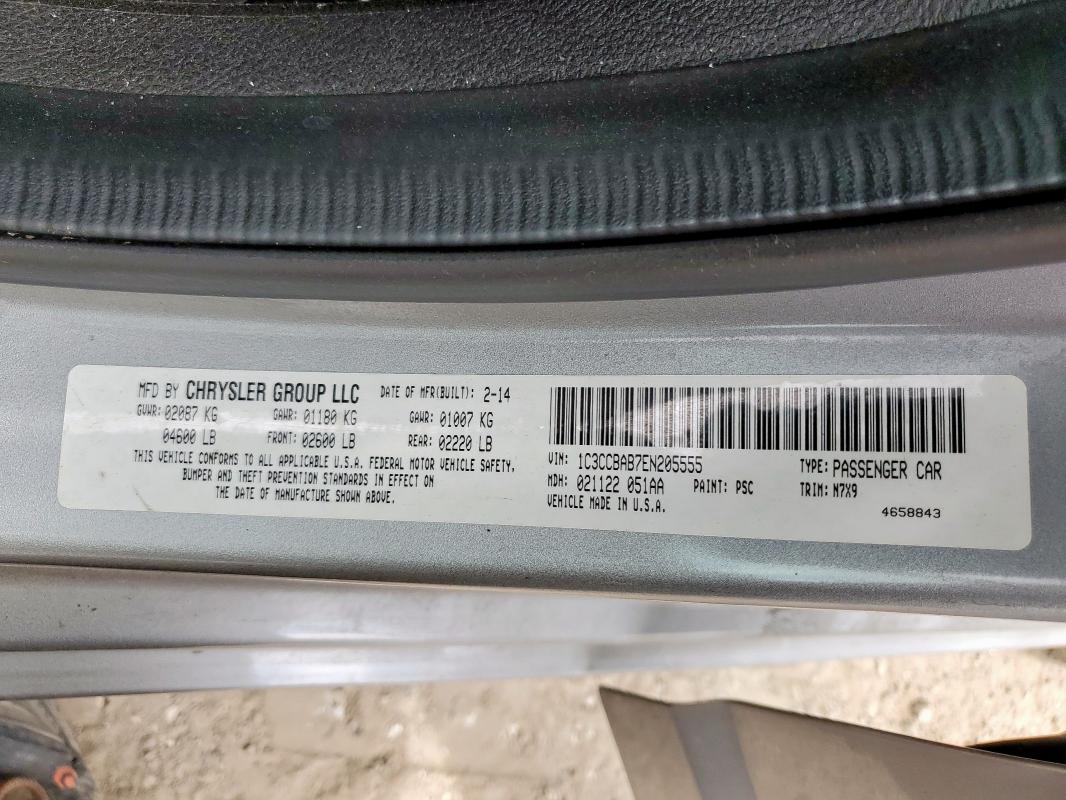 MFD BY CHRYSLER GROUP LLC DATE OF MFR(BUILT): 2-14
GVWR: 02087 KG GAWR: 01180 KG GAWR: 01007 KG
04600 LB FRONT: 02600 LB REAR: 02220 LB
THIS VEHICLE CONFORMS TO ALL APPLICABLE U.S.A. FEDERAL MOTOR VEHICLE SAFETY,
BUMPER AND THEFT PREVENTION STANDARDS IN EFFECT ON
THE DATE OF MANUFACTURE SHOWN ABOVE.
VIN: 1C3CCBAB7EN205555 TYPE: PASSENGER CAR
MDH: 021122 051AA PAINT: PSC TRIM: N7X9
VEHICLE MADE IN U.S.A.
4658843